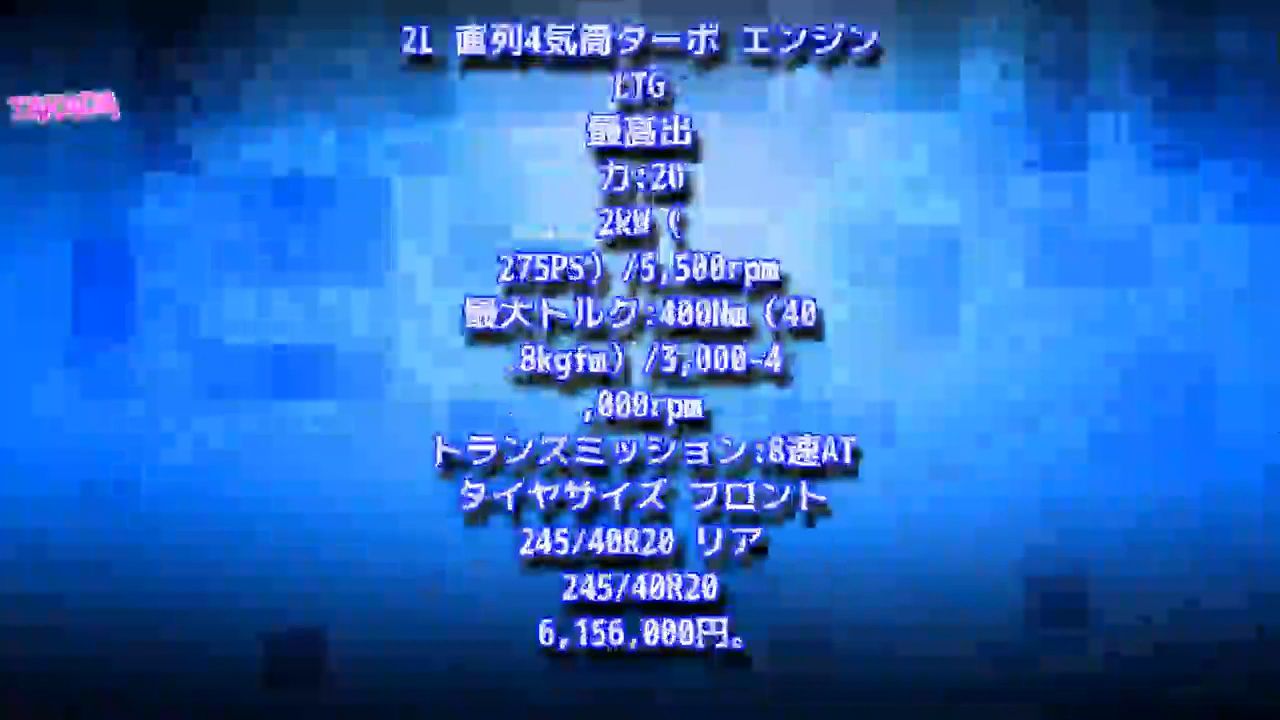 2L 直列4気筒ターボ エンジン
LTG
最高出
力:20
2kW (
275PS) /5,500rpm
最大トルク:400Nm (40
.8kgfm) /3,000-4
,000rpm
トランスミッション:8速AT
タイヤサイズ フロント
245/40R20 リア
245/40R20
6,156,000円。